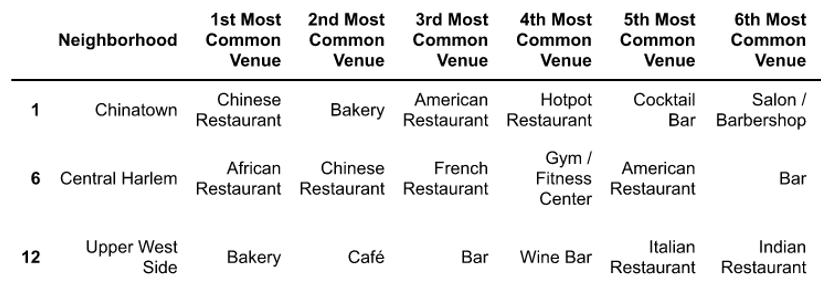 Neighborhood 1st Most Common Venue 2nd Most Common Venue 3rd Most Common Venue 4th Most Common Venue 5th Most Common Venue 6th Most Common Venue
1 Chinatown Chinese Restaurant Bakery American Restaurant Hotpot Restaurant Cocktail Bar Salon / Barbershop
6 Central Harlem African Restaurant Chinese Restaurant French Restaurant Gym / Fitness Center American Restaurant Bar
12 Upper West Side Bakery Café Bar Wine Bar Italian Restaurant Indian Restaurant